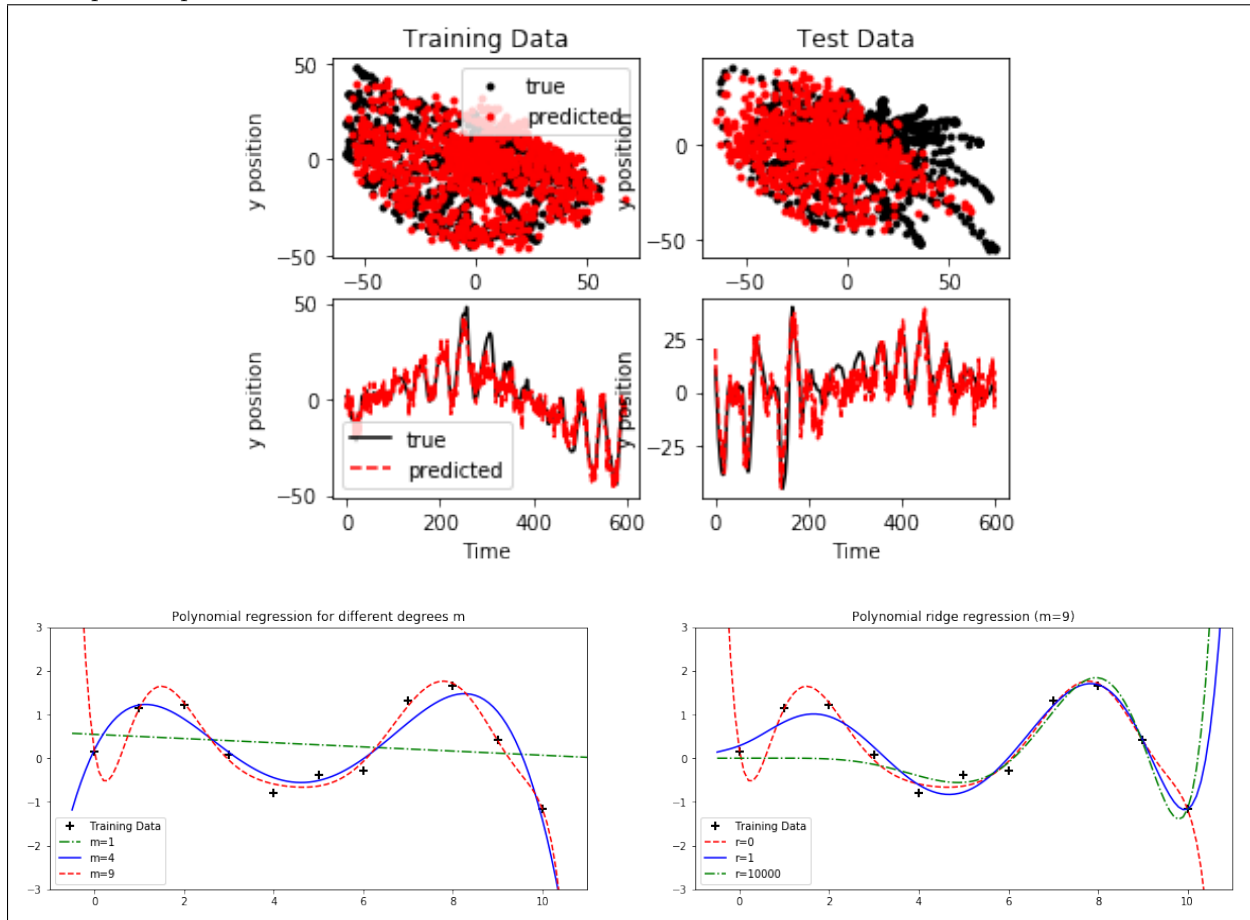 Training Data
Test Data
50
0
−50
y position
true
predicted
−50
0
50
0
−50
y position
−50
0
50
50
0
−50
y position
true
predicted
0
200
400
600
Time
25
0
−25
y position
0
200
400
600
Time
Polynomial regression for different degrees m
3
2
1
0
−1
−2
−3
Training Data
m=1
m=4
m=9
0
2
4
6
8
10
Polynomial ridge regression (m=9)
3
2
1
0
−1
−2
−3
Training Data
r=0
r=1
r=10000
0
2
4
6
8
10